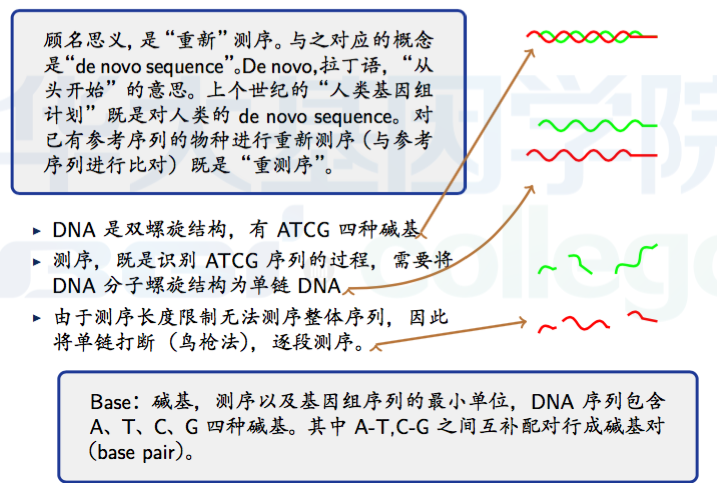 顾名思义，是“重新”测序。与之对应的概念
是“de novo sequence”。De novo,拉丁语，“从
头开始”的意思。上个世纪的“人类基因组
计划”既是对人类的 de novo sequence。对
已有参考序列的物种进行重新测序（与参考
序列进行比对）既是“重测序”。
▸ DNA 是双螺旋结构，有 ATCG 四种碱基
▸ 测序，既是识别 ATCG 序列的过程，需要将
DNA 分子螺旋结构为单链 DNA
▸ 由于测序长度限制无法测序整体序列，因此
将单链打断（鸟枪法），逐段测序。
Base：碱基，测序以及基因组序列的最小单位，DNA 序列包含
A、T、C、G 四种碱基。其中 A-T,C-G 之间互补配对行成碱基对
（base pair）。
华大基因学院
BGI college